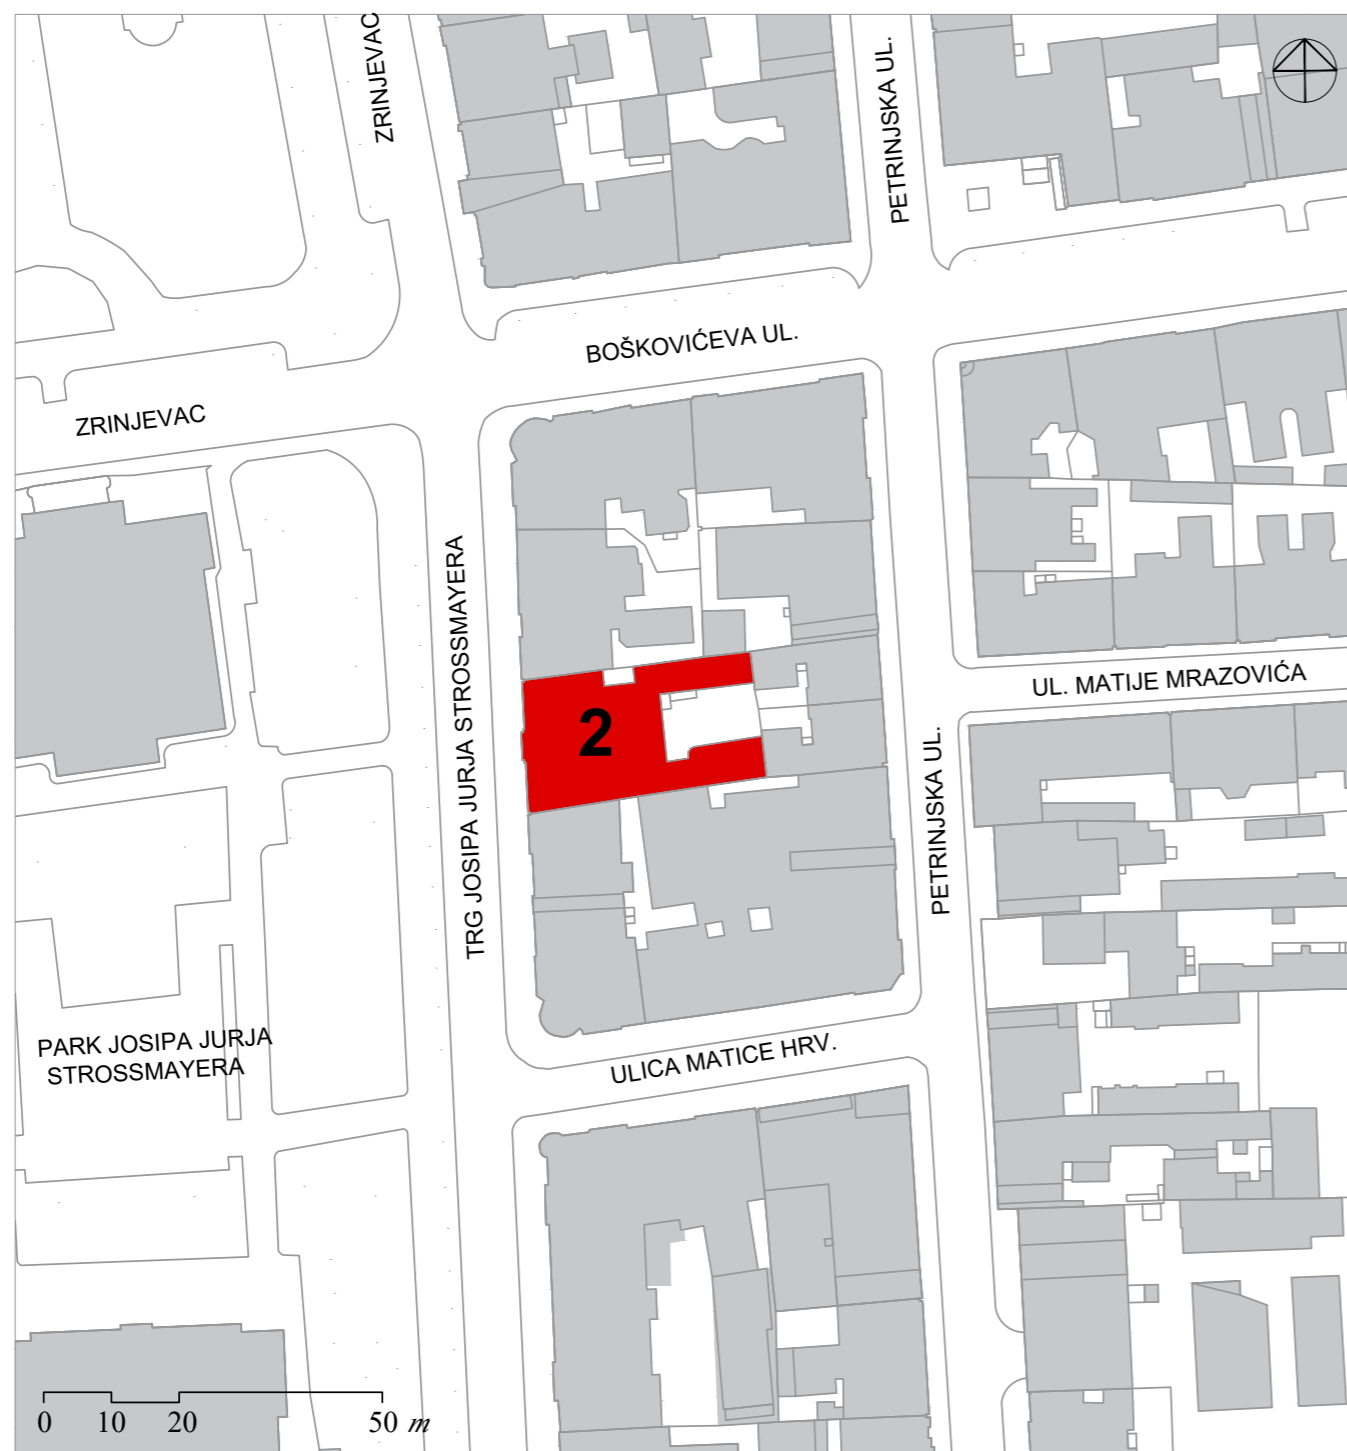 ZRINJEVAC
PETRINJSKA UL.
BOŠKOVIĆEVA UL.
ZRINJEVAC
TRG JOSIPA JURJA STROSSMAYERA
2
UL. MATIJE MRAZOVIĆA
PETRINJSKA UL.
PARK JOSIPA JURJA
STROSSMAYERA
ULICA MATICE HRV.
0 10 20 50 m